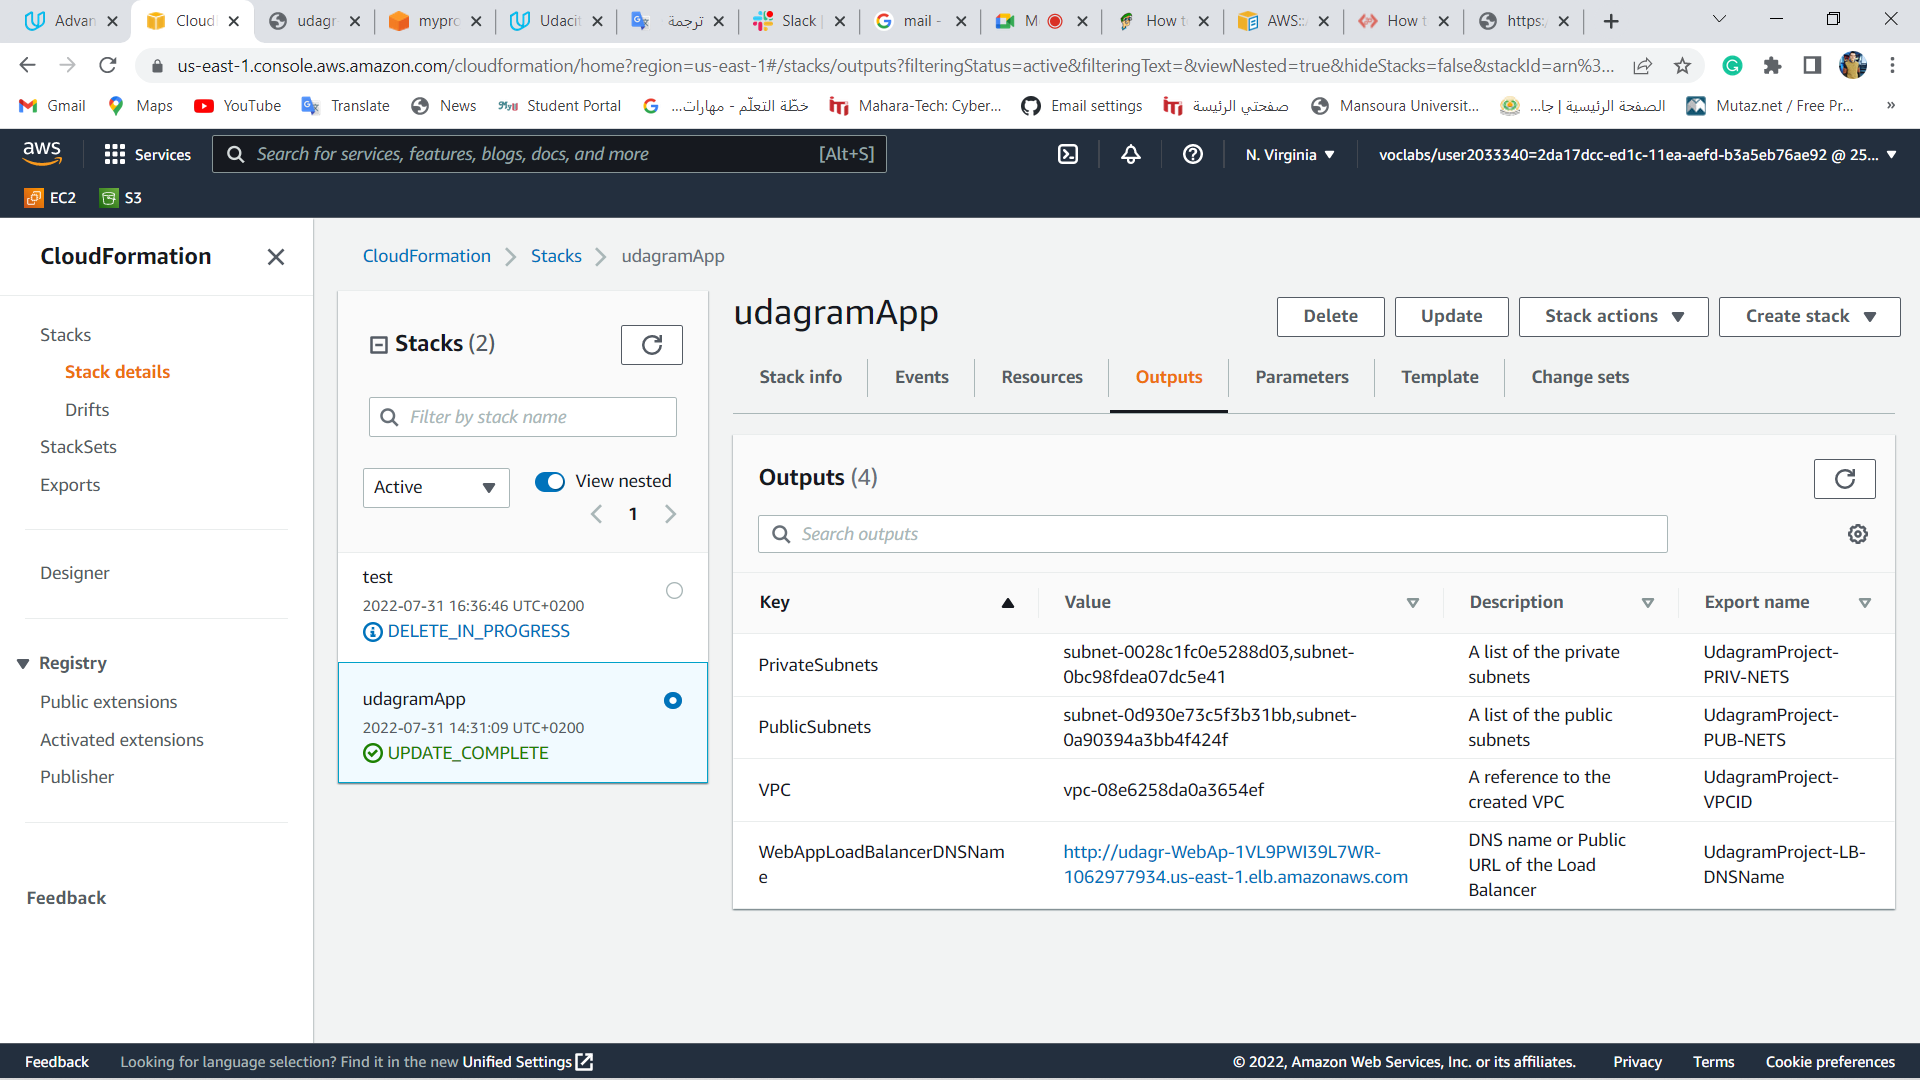 Advan
Cloudl
udagr
mypro
Udacit
ترجمة
Slack
mail -
M
How t
AWS::
How t
https:/
us-east-1.console.aws.amazon.com/cloudformation/home?region=us-east-1#/stacks/outputs?filteringStatus=active&filteringText=&viewNested=true&hideStacks=false&stackId=arn%3...
Gmail
Maps
YouTube
Translate
News
Student Portal
خطّة التعلّم - مهارات...
Mahara-Tech: Cyber...
Email settings
صفحتي الرئيسة
Mansoura Universit...
الصفحة الرئيسية | جا...
Mutaz.net / Free Pr...
»
aws
Services
Search for services, features, blogs, docs, and more [Alt+S]
N. Virginia
voclabs/user2033340=2da17dcc-ed1c-11ea-aefd-b3a5eb76ae92 @ 25...
EC2
S3
CloudFormation
Stacks
Stack details
Drifts
StackSets
Exports
Designer
Registry
Public extensions
Activated extensions
Publisher
Feedback
CloudFormation
Stacks
udagramApp
Stacks (2)
Filter by stack name
Active
View nested
1
test
2022-07-31 16:36:46 UTC+0200
DELETE_IN_PROGRESS
udagramApp
2022-07-31 14:31:09 UTC+0200
UPDATE_COMPLETE
udagramApp
Delete
Update
Stack actions
Create stack
Stack info
Events
Resources
Outputs
Parameters
Template
Change sets
Outputs (4)
Search outputs
Key
Value
Description
Export name
PrivateSubnets
subnet-0028c1fc0e5288d03,subnet-
0bc98fdea07dc5e41
A list of the private
subnets
UdagramProject-
PRIV-NETS
PublicSubnets
subnet-0d930e73c5f3b31bb,subnet-
0a90394a3bb4f424f
A list of the public
subnets
UdagramProject-
PUB-NETS
VPC
vpc-08e6258da0a3654ef
A reference to the
created VPC
UdagramProject-
VPCID
WebAppLoadBalancerDNSNam
e
http://udagr-WebAp-1VL9PWI39L7WR-
1062977934.us-east-1.elb.amazonaws.com
DNS name or Public
URL of the Load
Balancer
UdagramProject-LB-
DNSName
Feedback
Looking for language selection? Find it in the new Unified Settings
© 2022, Amazon Web Services, Inc. or its affiliates.
Privacy
Terms
Cookie preferences